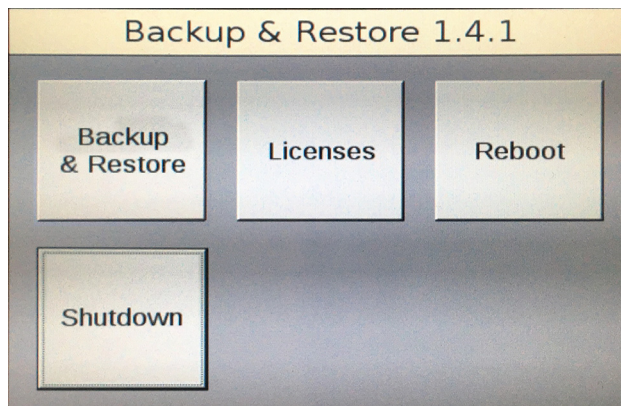 Backup & Restore 1.4.1
Backup
& Restore
Licenses
Reboot
Shutdown